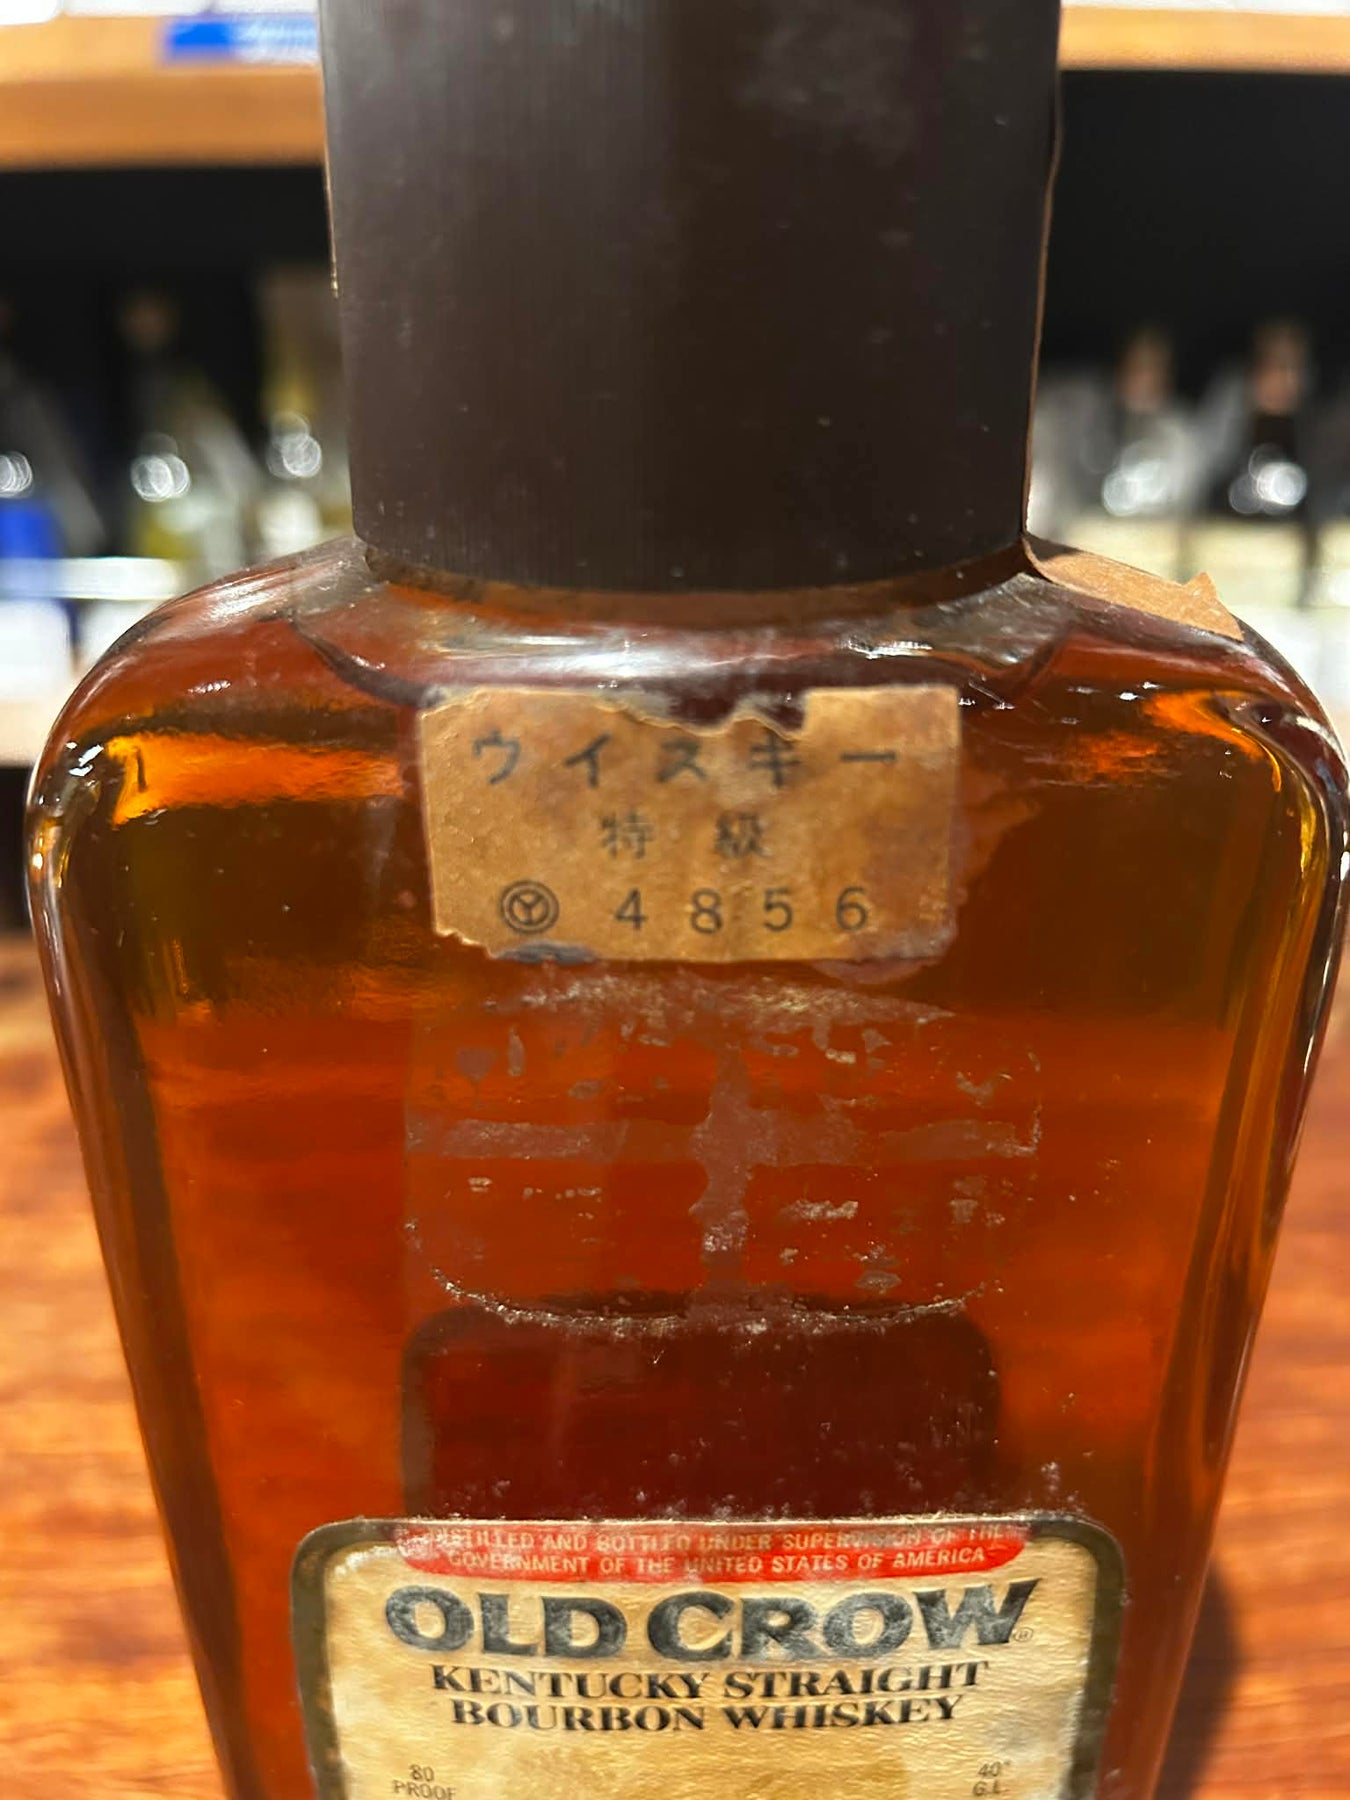 ウイスキー
特級
Ⓨ 4856
DISTILLED AND BOTTLED UNDER SUPERVISION OF THE
GOVERNMENT OF THE UNITED STATES OF AMERICA
OLD CROW®
KENTUCKY STRAIGHT
BOURBON WHISKEY
80 40°
PROOF G.L.